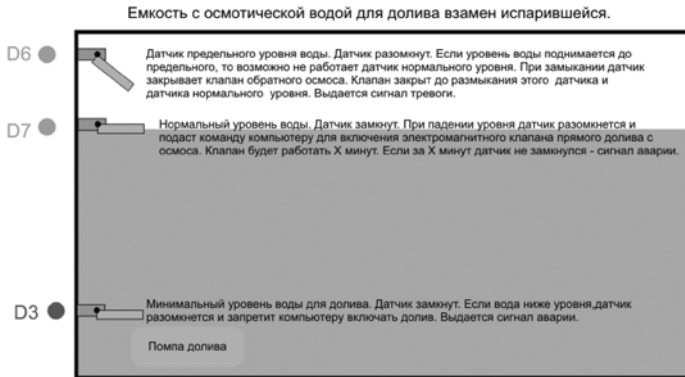 Емкость с осмотической водой для долива взамен испарившейся.
D6
Датчик предельного уровня воды. Датчик разомкнут. Если уровень воды поднимается до
предельного, то возможно не работает датчик нормального уровня. При замыкании датчик
закрывает клапан обратного осмоса. Клапан закрыт до размыкания этого датчика и
датчика нормального уровня. Выдается сигнал тревоги.
D7
Нормальный уровень воды. Датчик замкнут. При падении уровня датчик разомкнется и
подаст команду компьютеру для включения электромагнитного клапана прямого долива с
осмоса. Клапан будет работать X минут. Если за X минут датчик не замкнулся - сигнал аварии.
D3
Минимальный уровень воды для долива. Датчик замкнут. Если вода ниже уровня,датчик
разомкнется и запретит компьютеру включать долив. Выдается сигнал аварии.
Помпа долива